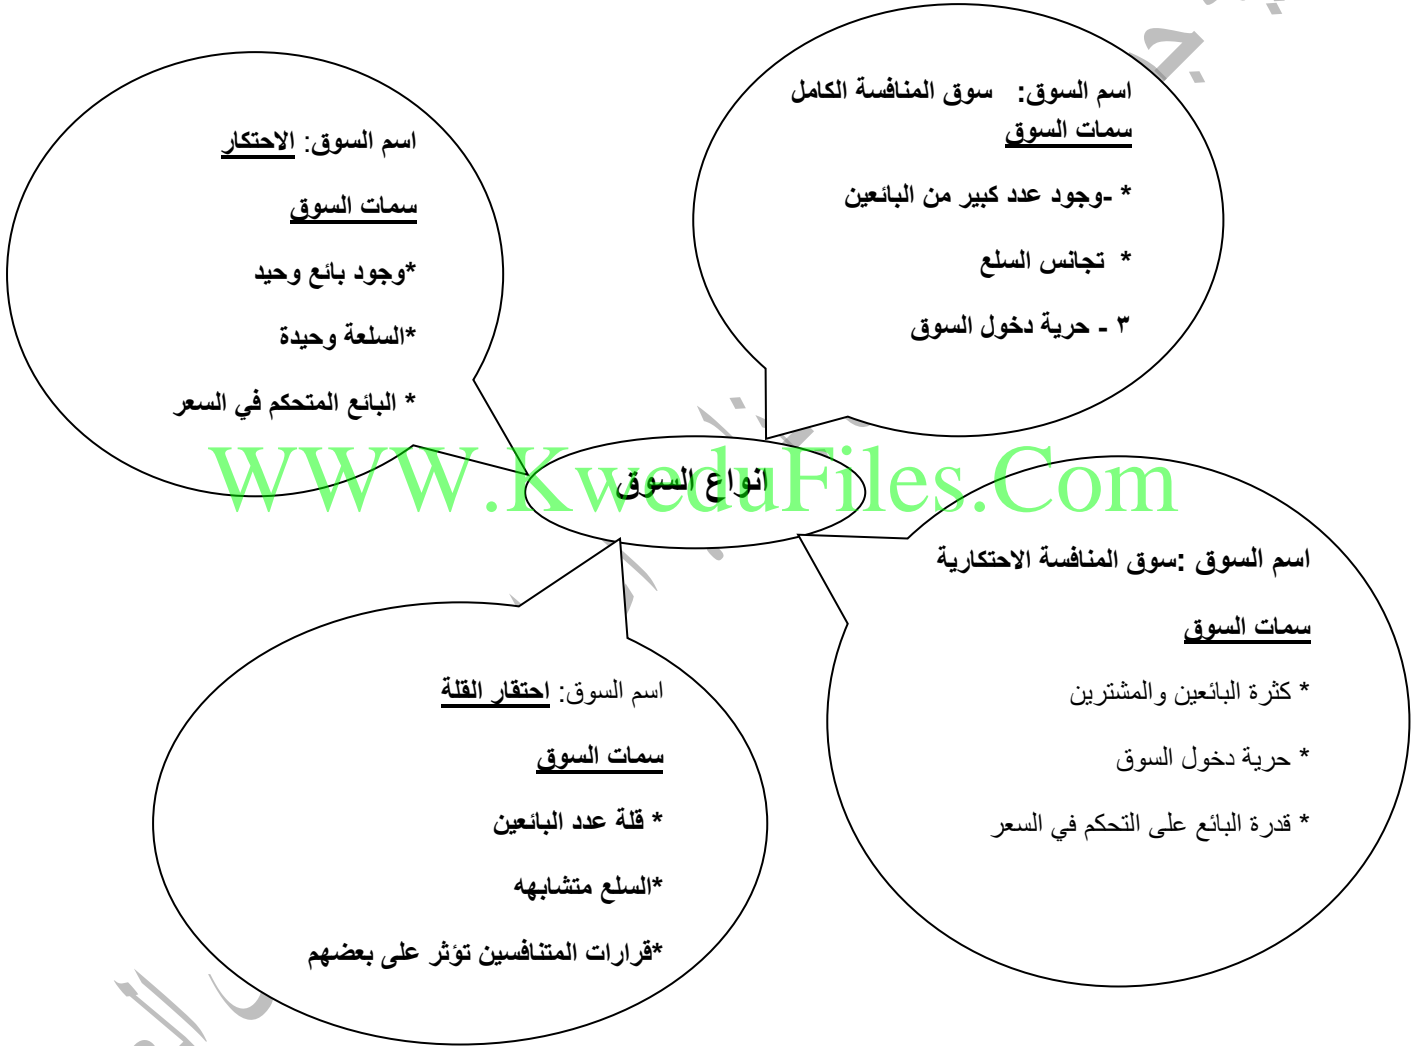 اسم السوق: سوق المنافسة الكامل
سمات السوق
* -وجود عدد كبير من البائعين
* تجانس السلع
٣ - حرية دخول السوق
اسم السوق: الاحتكار
سمات السوق
*وجود بائع وحيد
*السلعة وحيدة
* البائع المتحكم في السعر
انواع السوق
WWW.KweduFiles.Com
اسم السوق :سوق المنافسة الاحتكارية
سمات السوق
* كثرة البائعين والمشترين
* حرية دخول السوق
* قدرة البائع على التحكم في السعر
اسم السوق: احتقار القلة
سمات السوق
* قلة عدد البائعين
*السلع متشابهه
*قرارات المتنافسين تؤثر على بعضهم